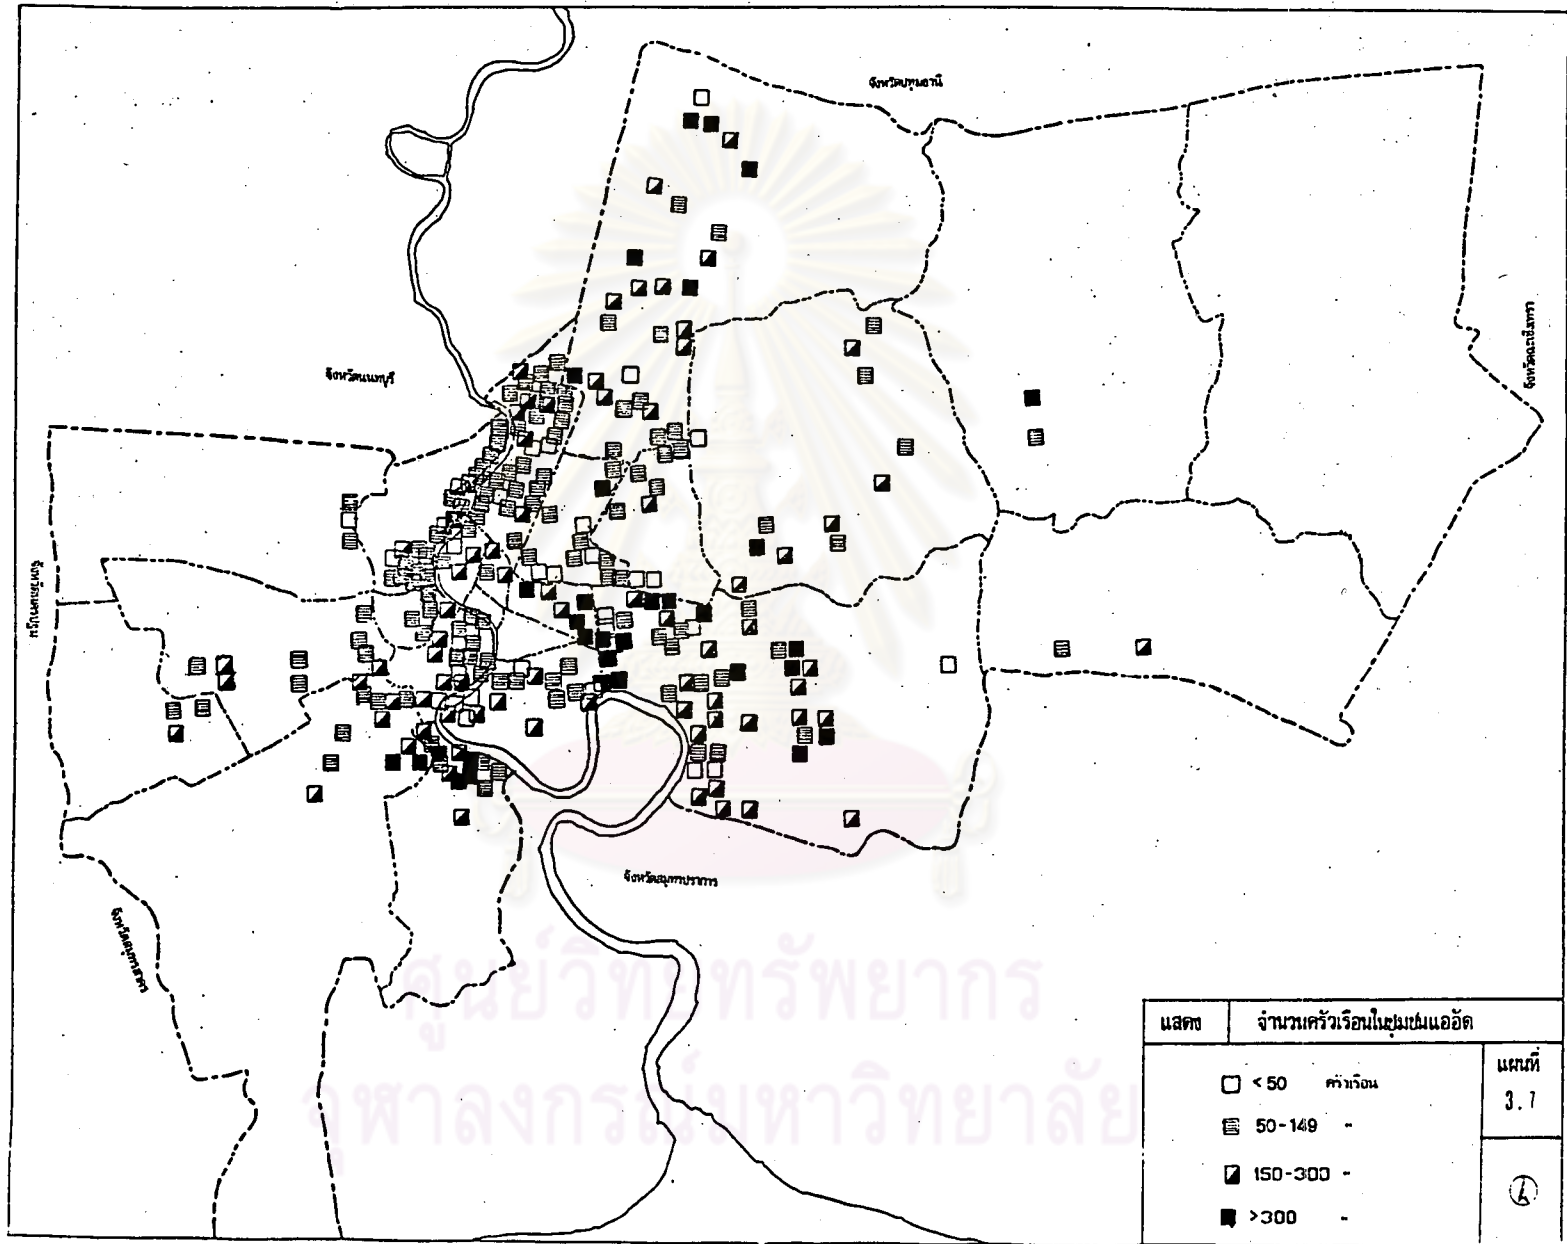 จังหวัดปทุมธานี
จังหวัดนนทบุรี
จังหวัดฉะเชิงเทรา
จังหวัดนครปฐม
จังหวัดสมุทรปราการ
จังหวัดสมุทรสาคร
ศูนย์วิทยทรัพยากร
จุฬาลงกรณ์มหาวิทยาลัย
แสดง จำนวนครัวเรือนในชุมชนแออัด
< 50 ครัวเรือน
50-149 "
150-300 "
>300 "
แผนที่
3.1